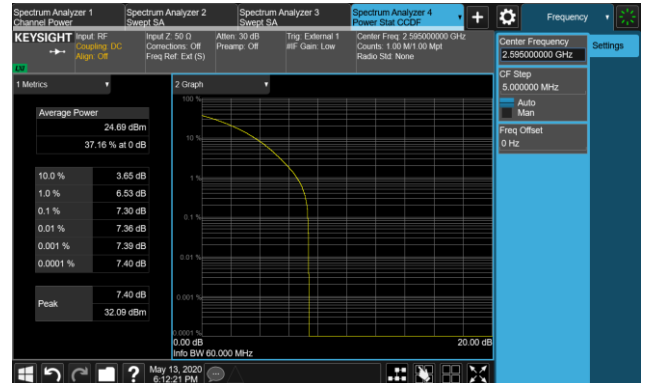 Spectrum Analyzer 1
Channel Power
Spectrum Analyzer 2
Swept SA
Spectrum Analyzer 3
Swept SA
Spectrum Analyzer 4
Power Stat CCDF
Frequency
KEYSIGHT
Input: RF
Coupling: DC
Align: Off
Input Z: 50 Ω
Corrections: Off
Freq Ref: Ext (S)
Atten: 30 dB
Preamp: Off
Trig: External 1
#IF Gain: Low
Center Freq: 2.595000000 GHz
Counts: 1.00 M/1.00 Mpt
Radio Std: None
Center Frequency
2.595000000 GHz
Settings
CF Step
5.000000 MHz
Auto
Man
Freq Offset
0 Hz
1 Metrics
2 Graph
Average Power
24.69 dBm
37.16 % at 0 dB
10.0 % 3.65 dB
1.0 % 6.53 dB
0.1 % 7.30 dB
0.01 % 7.36 dB
0.001 % 7.39 dB
0.0001 % 7.40 dB
Peak
7.40 dB
32.09 dBm
100 %
10 %
1 %
0.1 %
0.01 %
0.001 %
0.0001 %
0.00 dB
20.00 dB
Info BW 60.000 MHz
?
May 13, 2020
6:12:21 PM